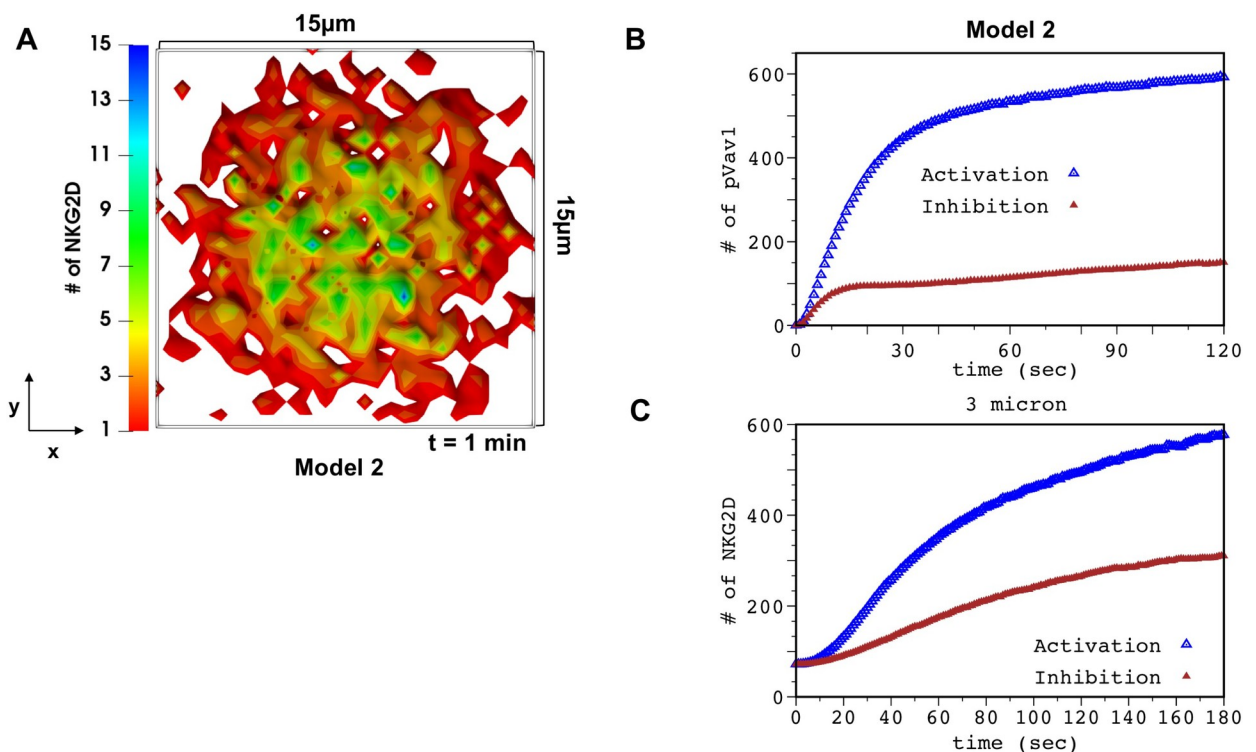 A
15µm
15µm
# of NKG2D
15
13
11
9
7
5
3
1
y
x
t = 1 min
Model 2
B
Model 2
# of pVav1
600
400
200
0
Activation
Inhibition
0 30 60 90 120
time (sec)
C
3 micron
# of NKG2D
600
400
200
0
Activation
Inhibition
0 20 40 60 80 100 120 140 160 180
time (sec)